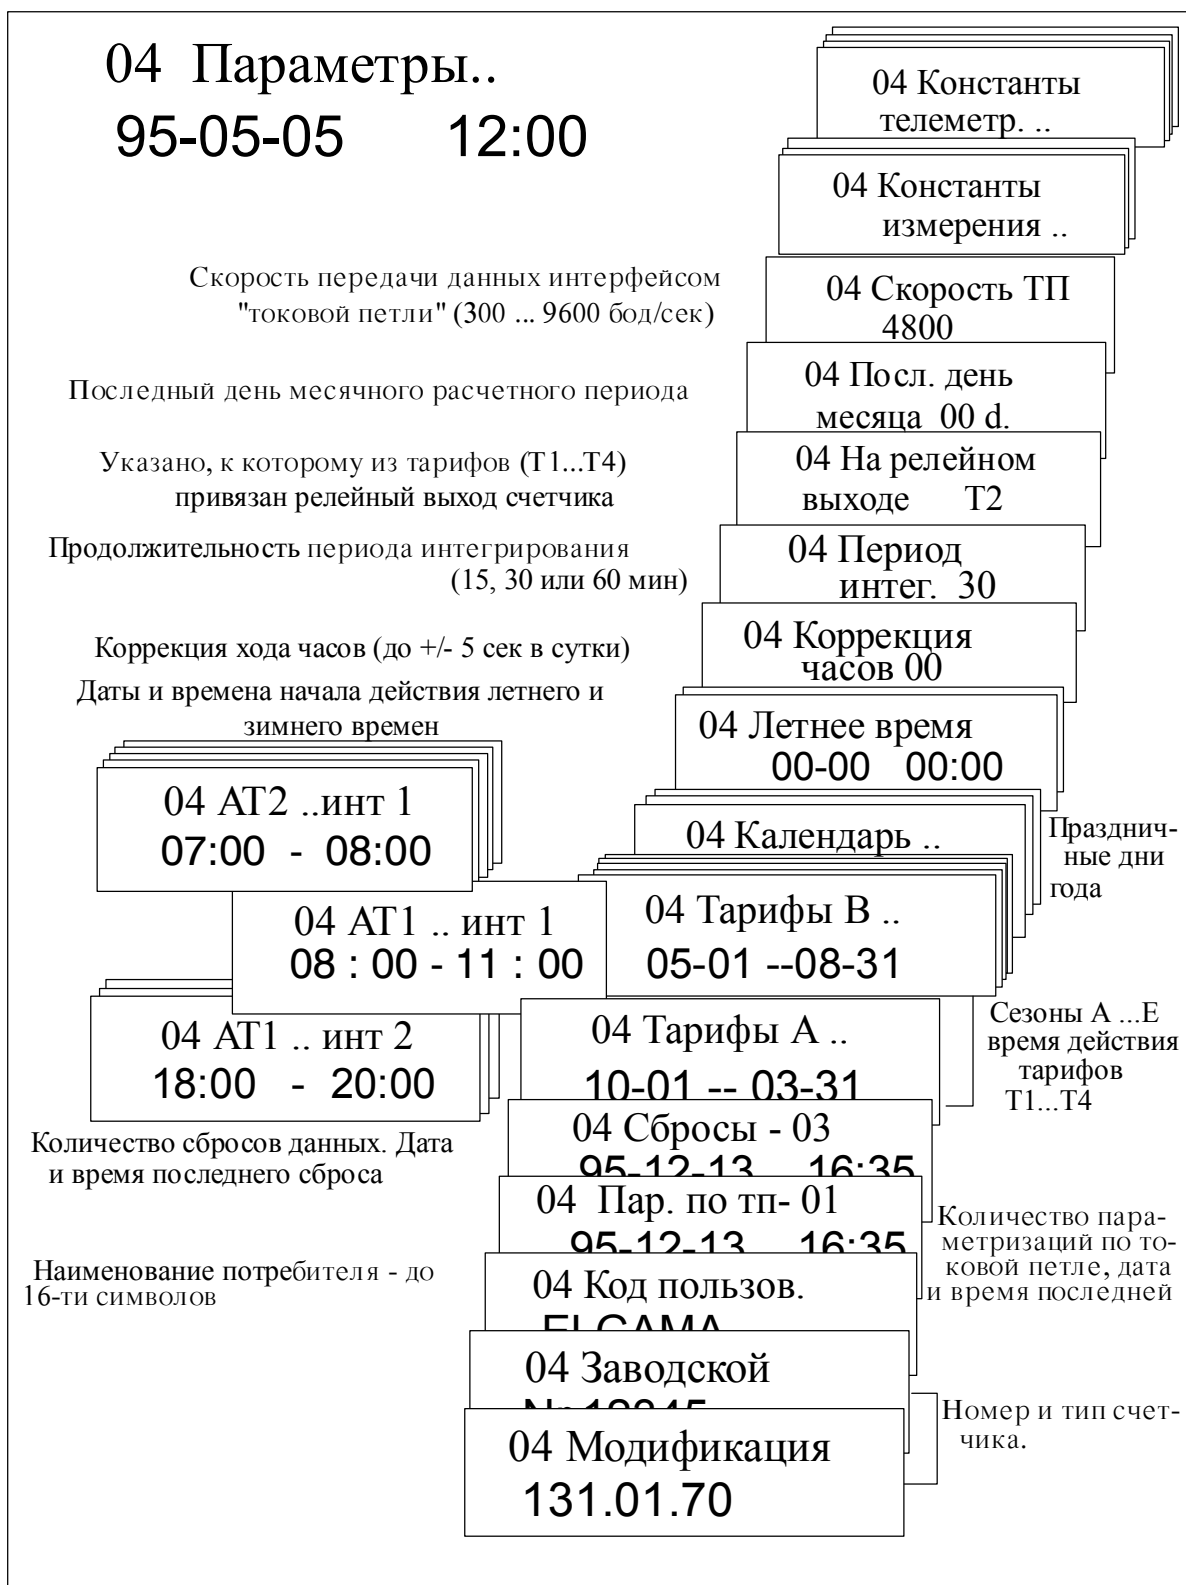 04 Параметры..
95-05-05 12:00
04 Константы
телеметр. ..
04 Константы
измерения ..
Скорость передачи данных интерфейсом
"токовой петли" (300 ... 9600 бод/сек)
04 Скорость ТП
4800
Последный день месячного расчетного периода
04 Посл. день
месяца 00 d.
Указано, к которому из тарифов (Т1...Т4)
привязан релейный выход счетчика
04 На релейном
выходе Т2
Продолжительность периода интегрирования
(15, 30 или 60 мин)
04 Период
интег. 30
Коррекция хода часов (до +/- 5 сек в сутки)
04 Коррекция
часов 00
Даты и времена начала действия летнего и
зимнего времен
04 Летнее время
00-00 00:00
04 АТ2 ..инт 1
07:00 - 08:00
04 Календарь ..
Празднич-
ные дни
года
04 АТ1 .. инт 1
08 : 00 - 11 : 00
04 Тарифы В ..
05-01 --08-31
04 АТ1 .. инт 2
18:00 - 20:00
04 Тарифы А ..
10-01 -- 03-31
Сезоны А ...Е
время действия
тарифов
Т1...Т4
Количество сбросов данных. Дата
и время последнего сброса
04 Сбросы - 03
95-12-13 16:35
04 Пар. по тп- 01
95-12-13 16:35
Количество пара-
метризаций по то-
ковой петле, дата
и время последней
Наименование потребителя - до
16-ти символов
04 Код пользов.
ELGAMA
04 Заводской
№ 12345
Номер и тип счет-
чика.
04 Модификация
131.01.70